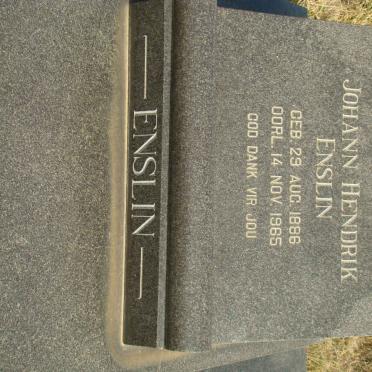 JOHANN HENDRIK
ENSLIN
GEB. 29 AUG. 1886
OORL. 14 NOV. 1965
GOD DANK VIR JOU
— ENSLIN —